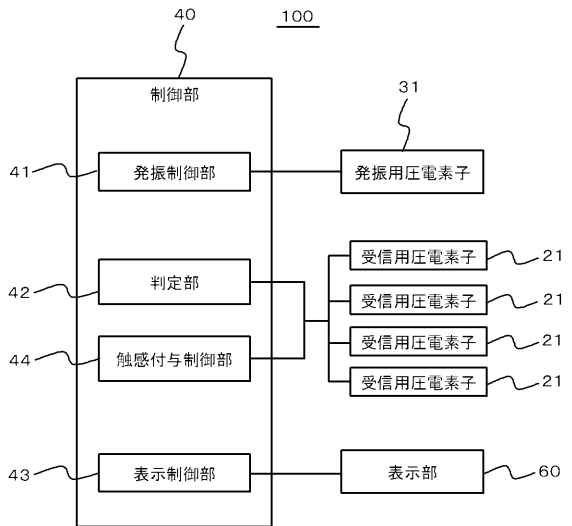 100
40
制御部
31
41
発振制御部
発振用圧電素子
受信用圧電素子
21
42
判定部
受信用圧電素子
21
44
触感付与制御部
受信用圧電素子
21
受信用圧電素子
21
43
表示制御部
表示部
60